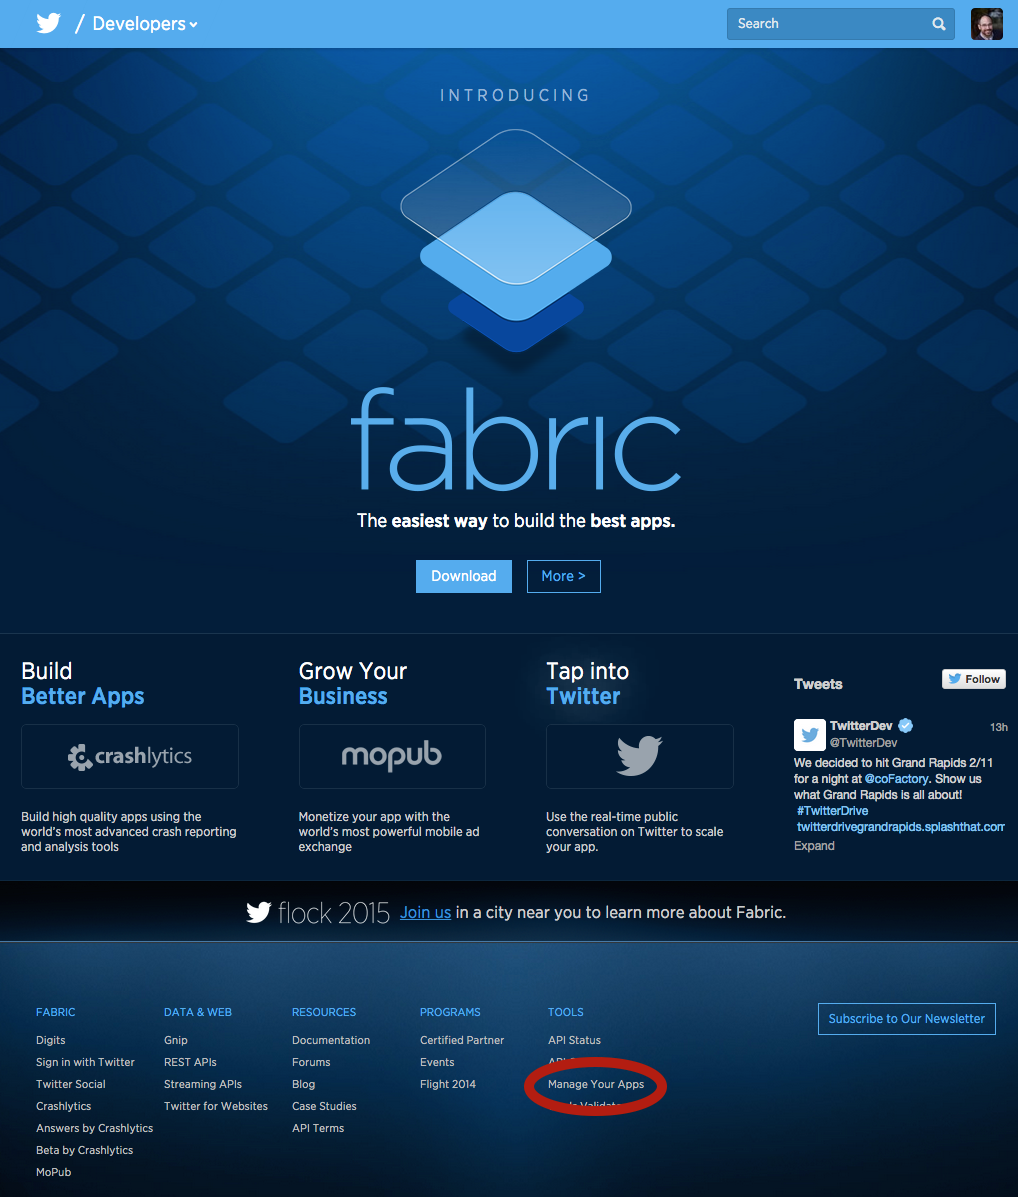 / Developers
Search
INTRODUCING
fabric
The easiest way to build the best apps.
Download
More >
Build
Better Apps
crashlytics
Build high quality apps using the
world's most advanced crash reporting
and analysis tools
Grow Your
Business
mopub
Monetize your app with the
world's most powerful mobile ad
exchange
Tap into
Twitter
Use the real-time public
conversation on Twitter to scale
your app.
Tweets
Follow
TwitterDev
13h
@TwitterDev
We decided to hit Grand Rapids 2/11
for a night at @coFactory. Show us
what Grand Rapids is all about!
#TwitterDrive
twitterdrivegrandrapids.splashthat.com
Expand
flock 2015 Join us in a city near you to learn more about Fabric.
FABRIC
Digits
Sign in with Twitter
Twitter Social
Crashlytics
Answers by Crashlytics
Beta by Crashlytics
MoPub
DATA & WEB
Gnip
REST APIs
Streaming APIs
Twitter for Websites
RESOURCES
Documentation
Forums
Blog
Case Studies
API Terms
PROGRAMS
Certified Partner
Events
Flight 2014
TOOLS
API Status
Manage Your Apps
Subscribe to Our Newsletter